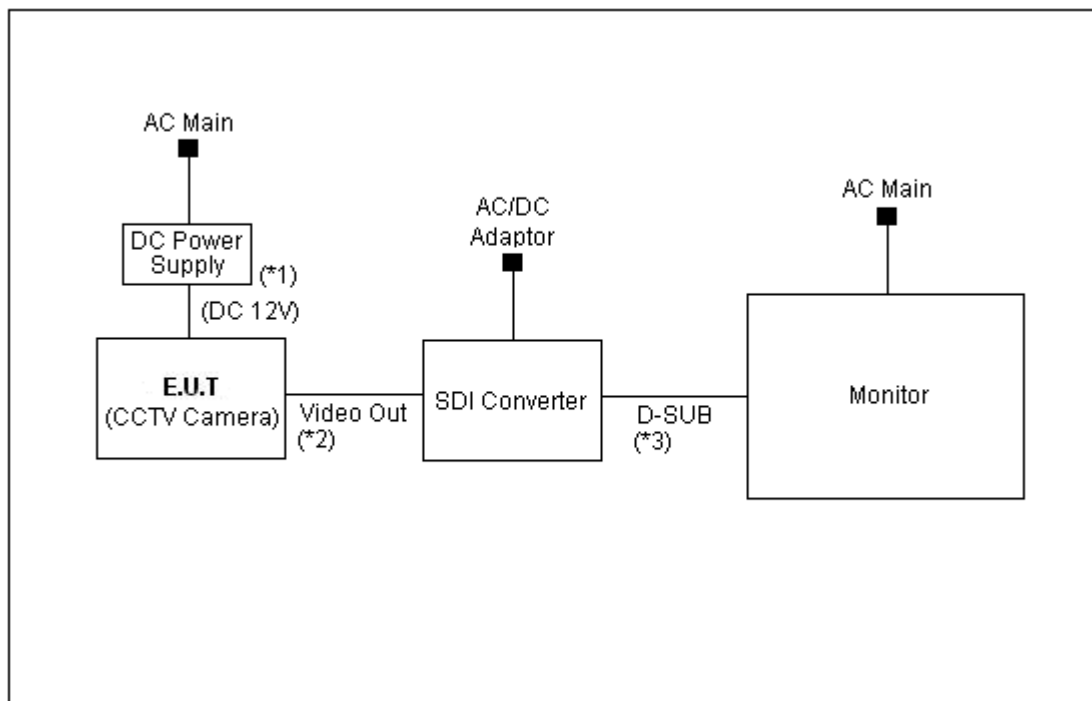 AC Main
DC Power
Supply
(*1)
(DC 12V)
E.U.T
(CCTV Camera)
Video Out
(*2)
AC/DC
Adaptor
SDI Converter
D-SUB
(*3)
AC Main
Monitor